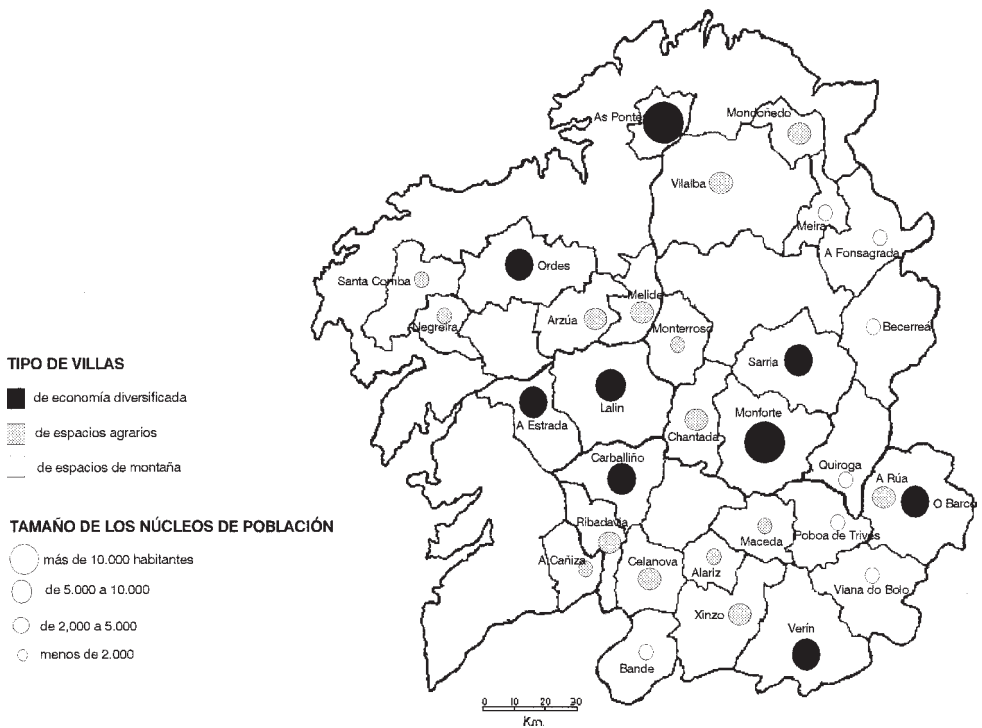 As Pontes
Mondoñedo
Vilalba
Meira
A Fonsagrada
Ordes
Santa Comba
Melide
Negreira
Arzúa
Monterroso
Becerreá
Sarria
Lalín
A Estrada
Monforte
Chantada
Carballiño
Quiroga
A Rúa
O Barco
Ribadavia
Maceda
Poboa de Trives
A Cañiza
Celanova
Alariz
Viana do Bolo
Xinzo
Verín
Bande
TIPO DE VILLAS
de economía diversificada
de espacios agrarios
de espacios de montaña
TAMAÑO DE LOS NÚCLEOS DE POBLACIÓN
más de 10.000 habitantes
de 5.000 a 10.000
de 2,000 a 5.000
menos de 2.000
0 10 20 30
Km.